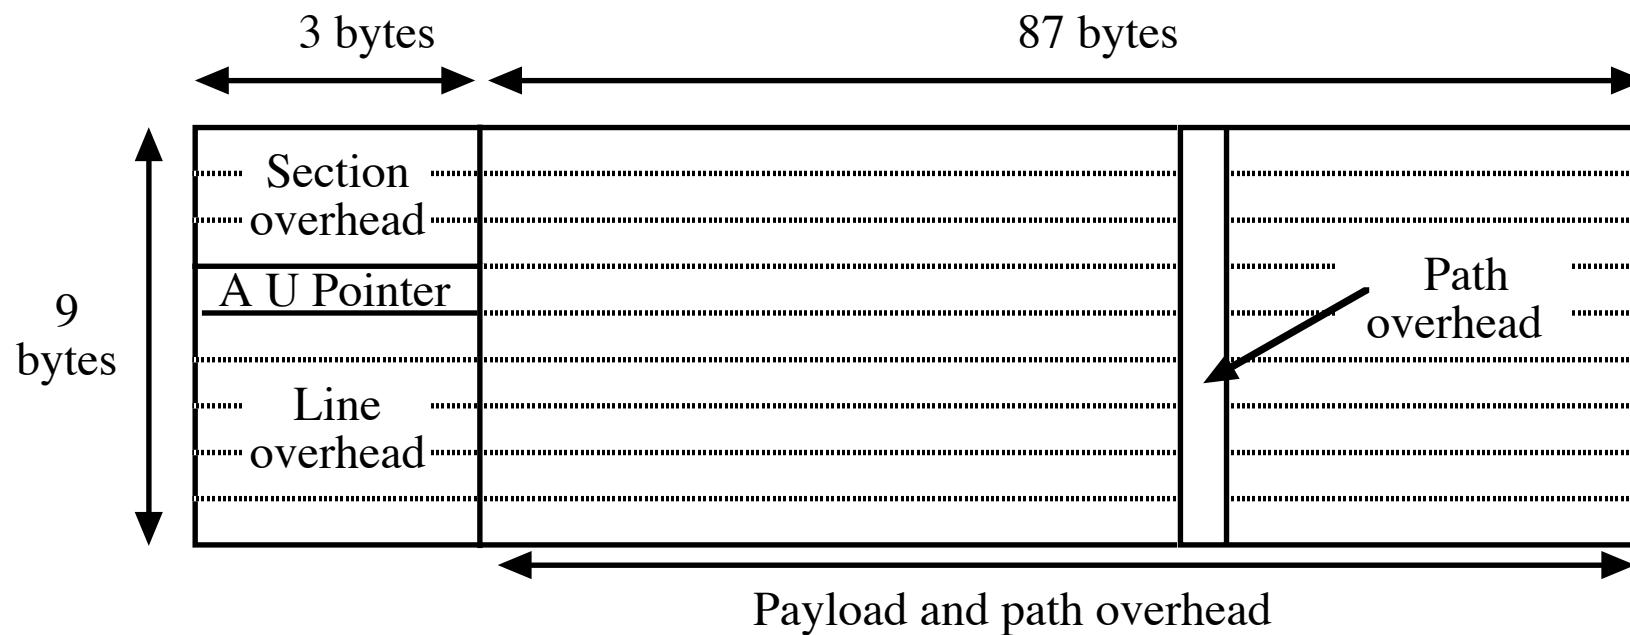 3 bytes
87 bytes
Section
overhead
A U Pointer
9
bytes
Line
overhead
Path
overhead
Payload and path overhead